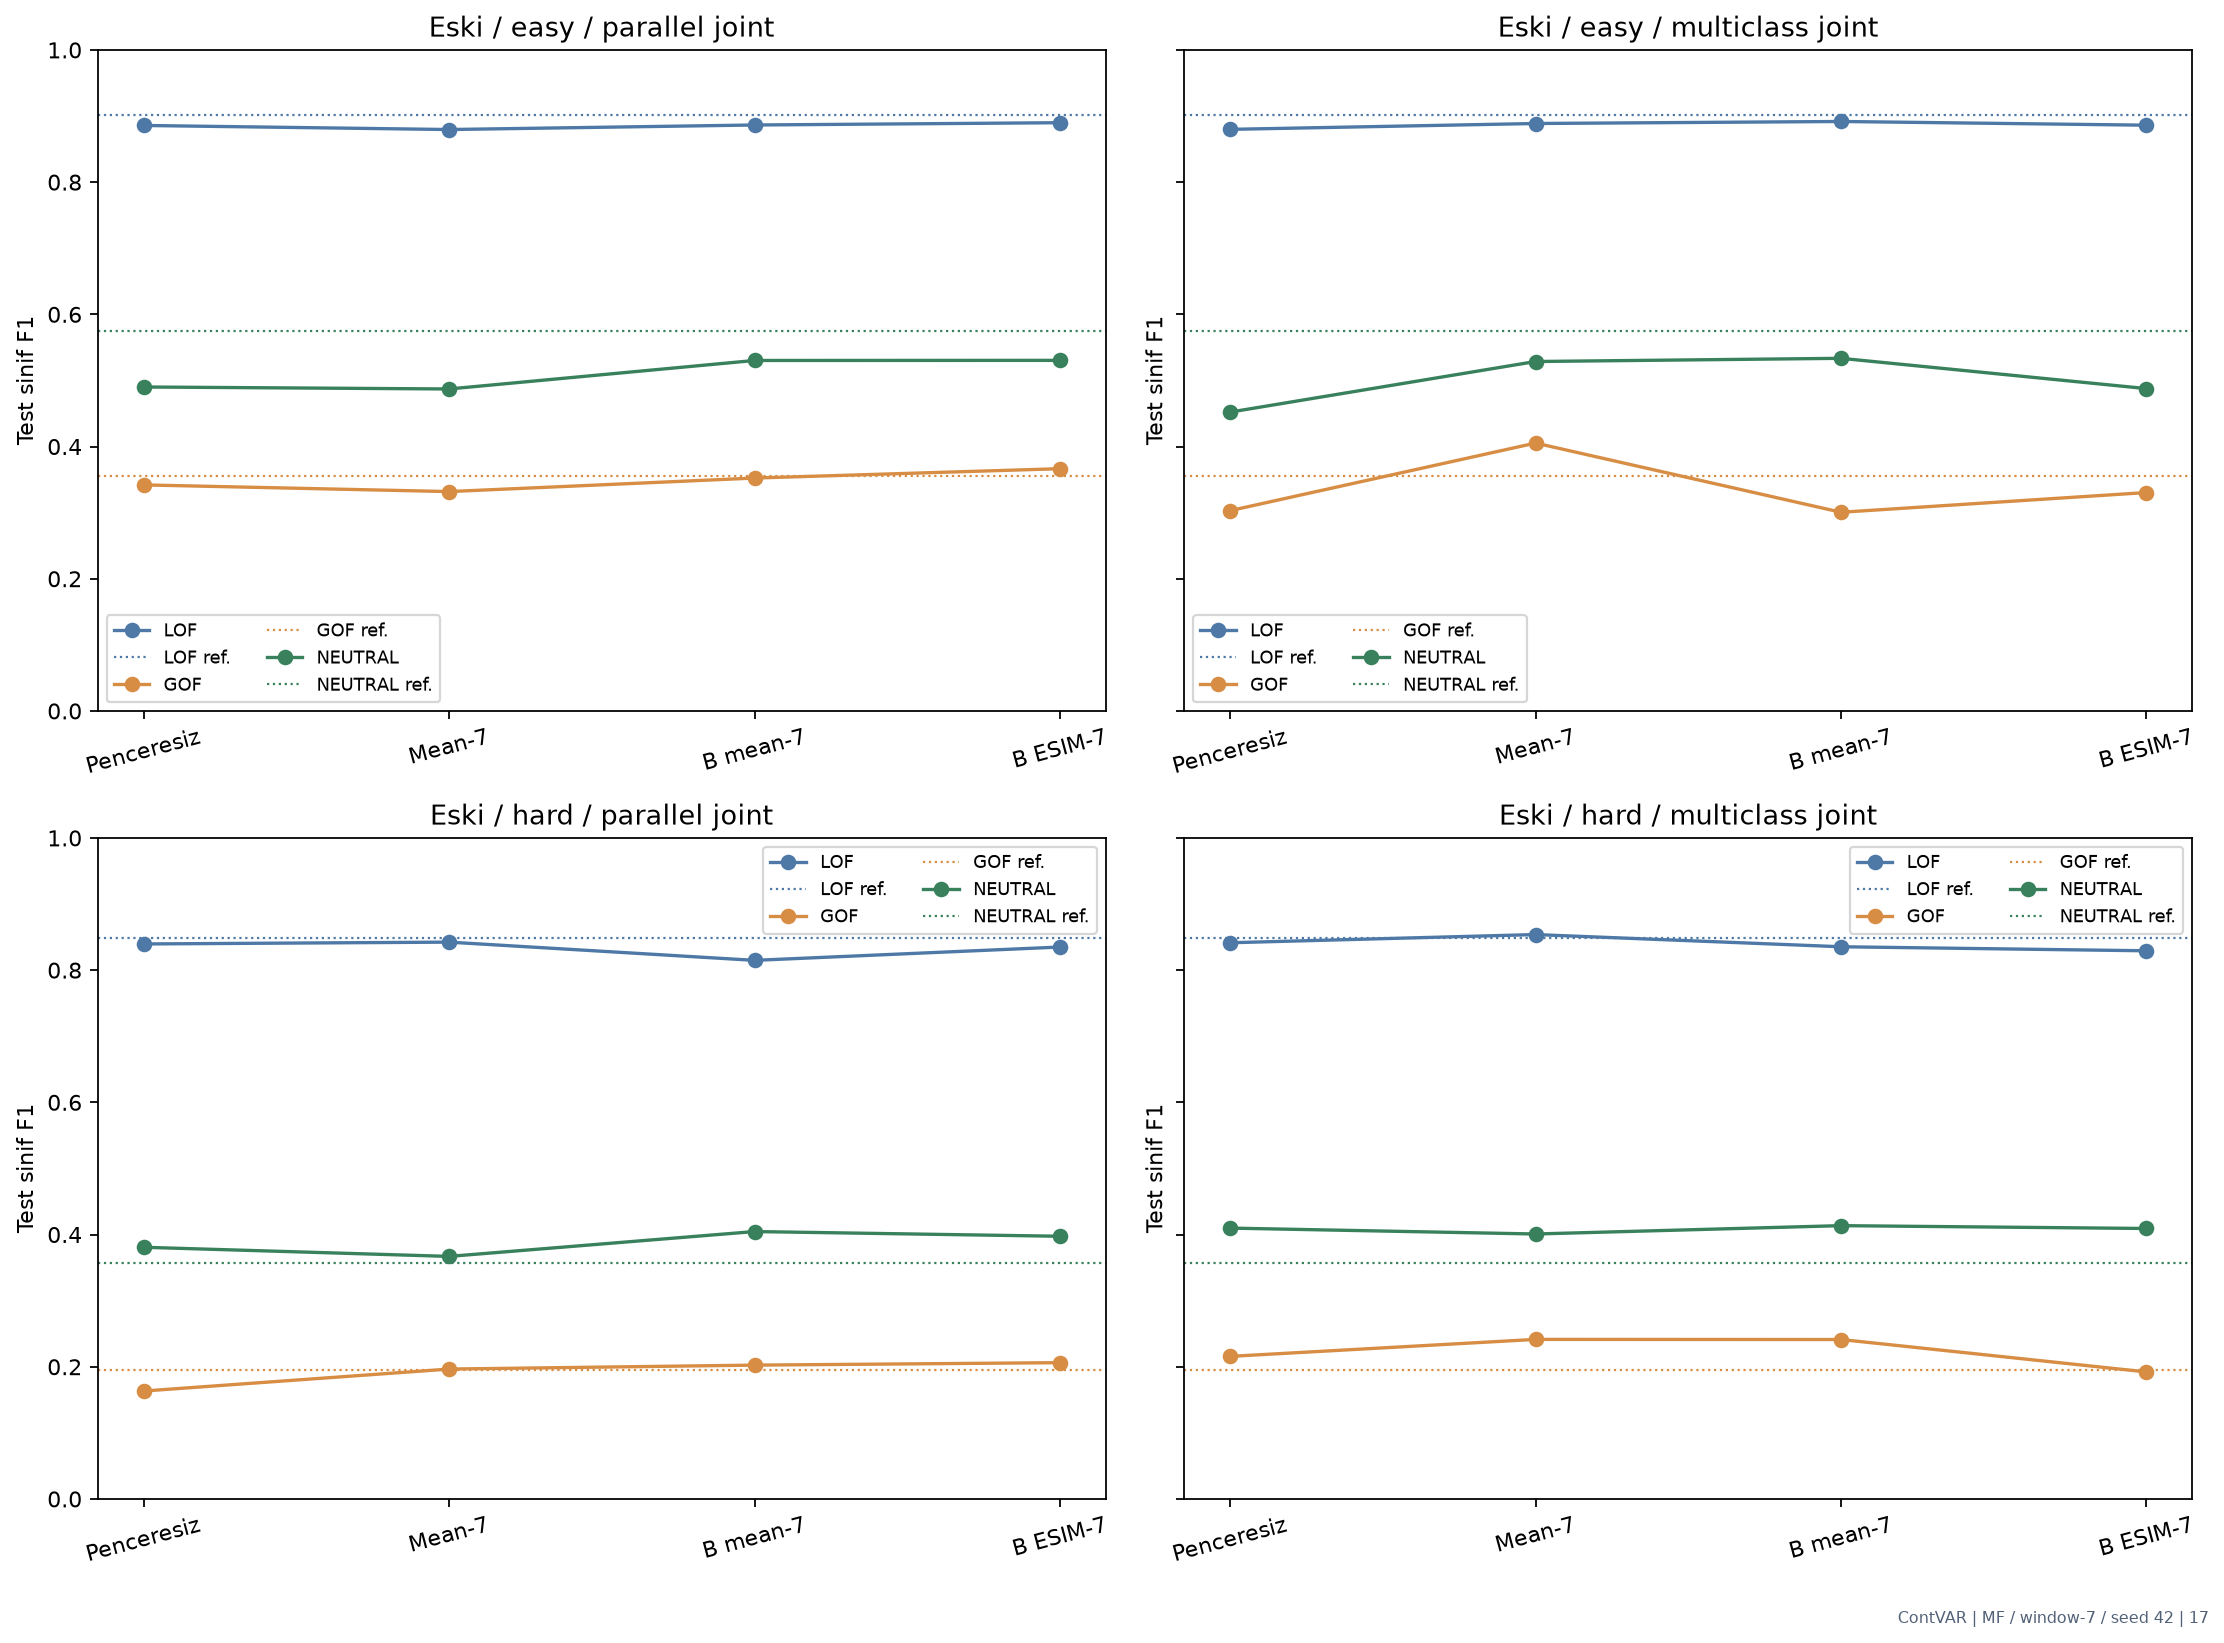 Eski / easy / parallel joint
Test sinif F1
1.0
0.8
0.6
0.4
0.2
0.0
LOF
LOF ref.
GOF
GOF ref.
NEUTRAL
NEUTRAL ref.
Penceresiz
Mean-7
B mean-7
B ESIM-7
Eski / easy / multiclass joint
Test sinif F1
LOF
LOF ref.
GOF
GOF ref.
NEUTRAL
NEUTRAL ref.
Penceresiz
Mean-7
B mean-7
B ESIM-7
Eski / hard / parallel joint
Test sinif F1
1.0
0.8
0.6
0.4
0.2
0.0
LOF
LOF ref.
GOF
GOF ref.
NEUTRAL
NEUTRAL ref.
Penceresiz
Mean-7
B mean-7
B ESIM-7
Eski / hard / multiclass joint
Test sinif F1
LOF
LOF ref.
GOF
GOF ref.
NEUTRAL
NEUTRAL ref.
Penceresiz
Mean-7
B mean-7
B ESIM-7
ContVAR | MF / window-7 / seed 42 | 17